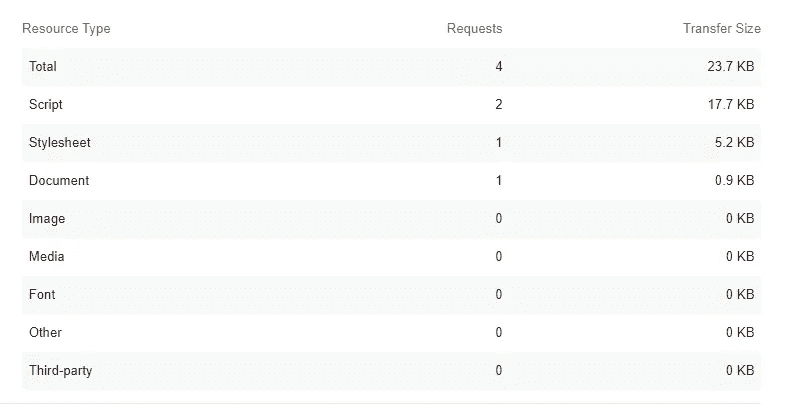 Resource Type Requests Transfer Size
Total 4 23.7 KB
Script 2 17.7 KB
Stylesheet 1 5.2 KB
Document 1 0.9 KB
Image 0 0 KB
Media 0 0 KB
Font 0 0 KB
Other 0 0 KB
Third-party 0 0 KB